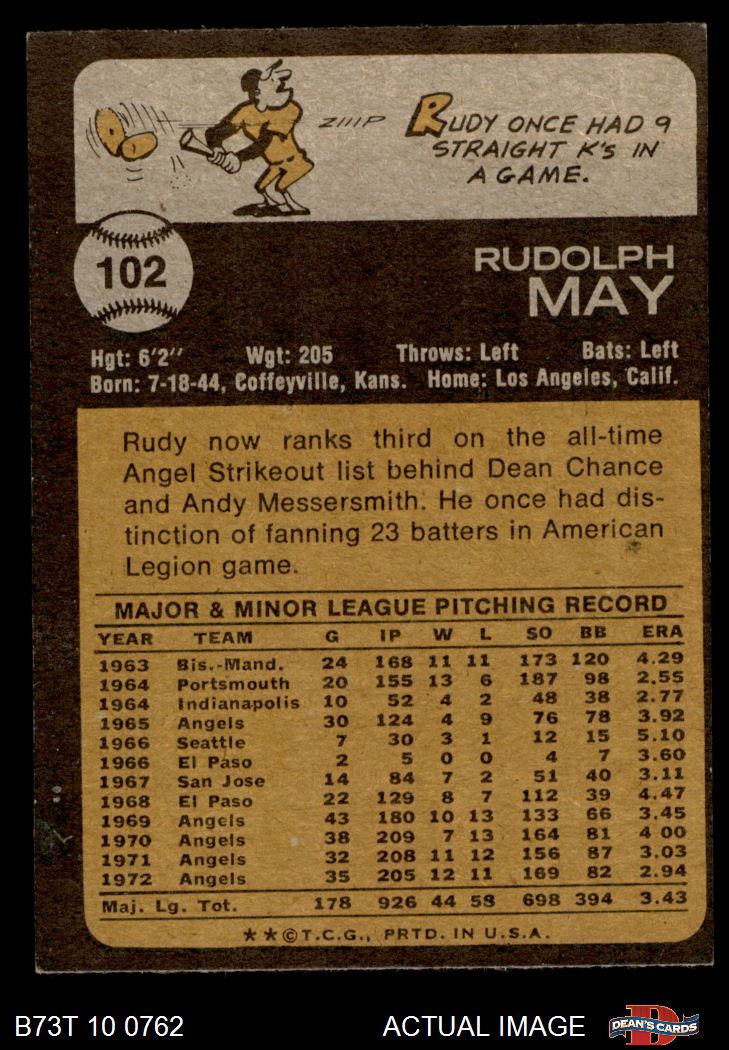 ZIIIP
RUDY ONCE HAD 9
STRAIGHT K'S IN
A GAME.
102
RUDOLPH
MAY
Hgt: 6'2" Wgt: 205 Throws: Left Bats: Left
Born: 7-18-44, Coffeyville, Kans. Home: Los Angeles, Calif.
Rudy now ranks third on the all-time
Angel Strikeout list behind Dean Chance
and Andy Messersmith. He once had dis-
tinction of fanning 23 batters in American
Legion game.
MAJOR & MINOR LEAGUE PITCHING RECORD
YEAR TEAM G IP W L SO BB ERA
1963 Bis.-Mand. 24 168 11 11 173 120 4.29
1964 Portsmouth 20 155 13 6 187 98 2.55
1964 Indianapolis 10 52 4 2 48 38 2.77
1965 Angels 30 124 4 9 76 78 3.92
1966 Seattle 7 30 3 1 12 15 5.10
1966 El Paso 2 5 0 0 4 7 3.60
1967 San Jose 14 84 7 2 51 40 3.11
1968 El Paso 22 129 8 7 112 39 4.47
1969 Angels 43 180 10 13 133 66 3.45
1970 Angels 38 209 7 13 164 81 4 00
1971 Angels 32 208 11 12 156 87 3.03
1972 Angels 35 205 12 11 169 82 2.94
Maj. Lg. Tot. 178 926 44 58 698 394 3.43
★★©T.C.G., PRTD. IN U.S.A.
B73T 10 0762 ACTUAL IMAGE DEAN'S CARDS